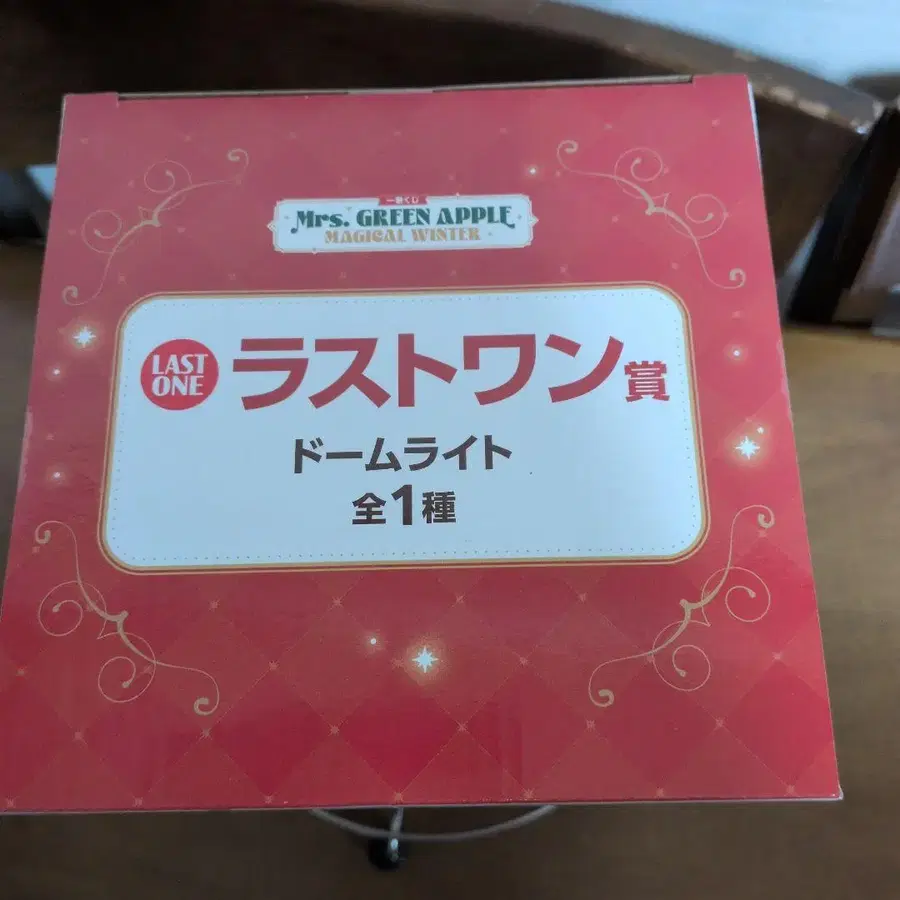 一番くじ
Mrs. GREEN APPLE
MAGICAL WINTER
LAST ONE
ラストワン賞
ドームライト
全1種